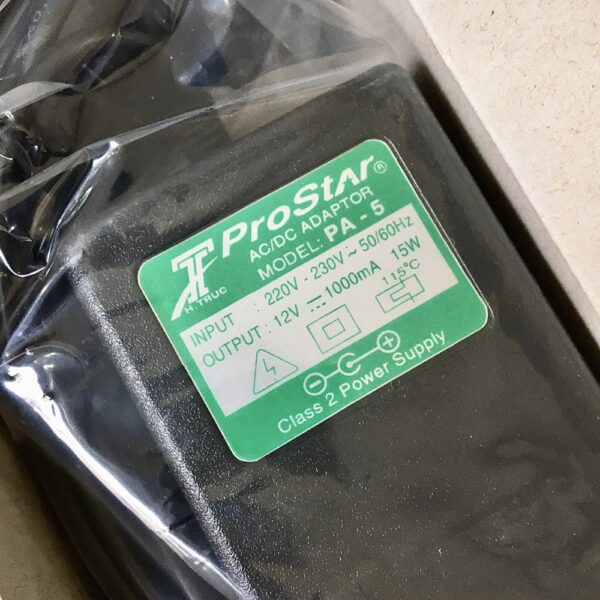 ProStar®
H.TRUC
AC/DC ADAPTOR
MODEL: PA - 5
INPUT : 220V - 230V ~ 50/60Hz
OUTPUT : 12V ⎓ 1000mA 15W
115°C
Class 2 Power Supply